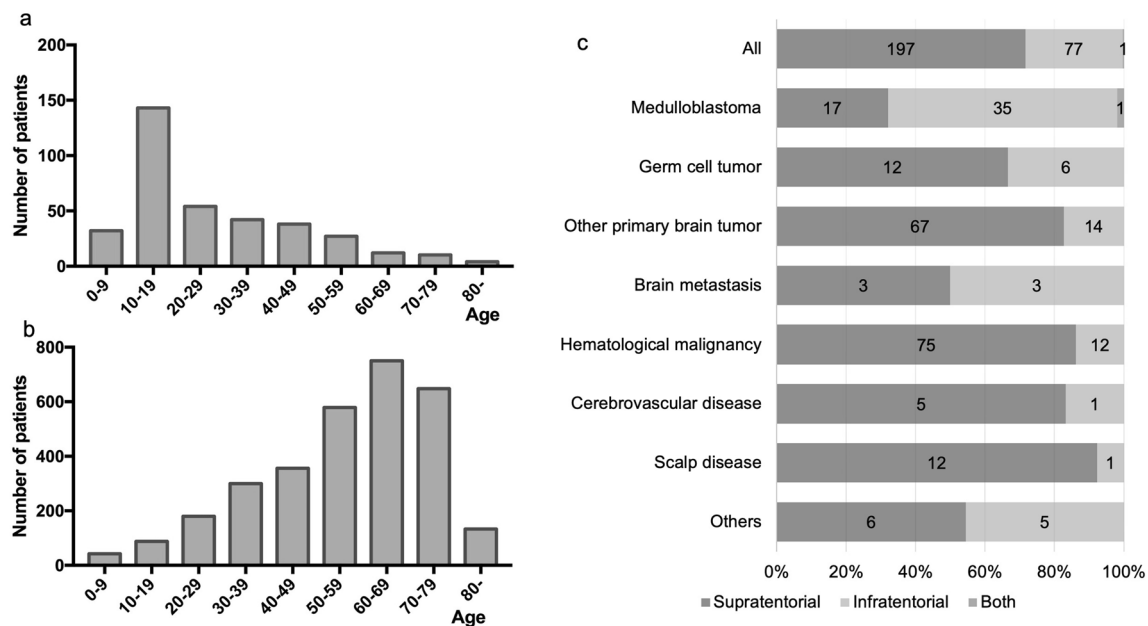 a
Number of patients
200
150
100
50
0
0-9 10-19 20-29 30-39 40-49 50-59 60-69 70-79 80-
Age
b
Number of patients
800
600
400
200
0
0-9 10-19 20-29 30-39 40-49 50-59 60-69 70-79 80-
Age
c
All 197 77 1
Medulloblastoma 17 35 1
Germ cell tumor 12 6
Other primary brain tumor 67 14
Brain metastasis 3 3
Hematological malignancy 75 12
Cerebrovascular disease 5 1
Scalp disease 12 1
Others 6 5
0% 20% 40% 60% 80% 100%
Supratentorial Infratentorial Both